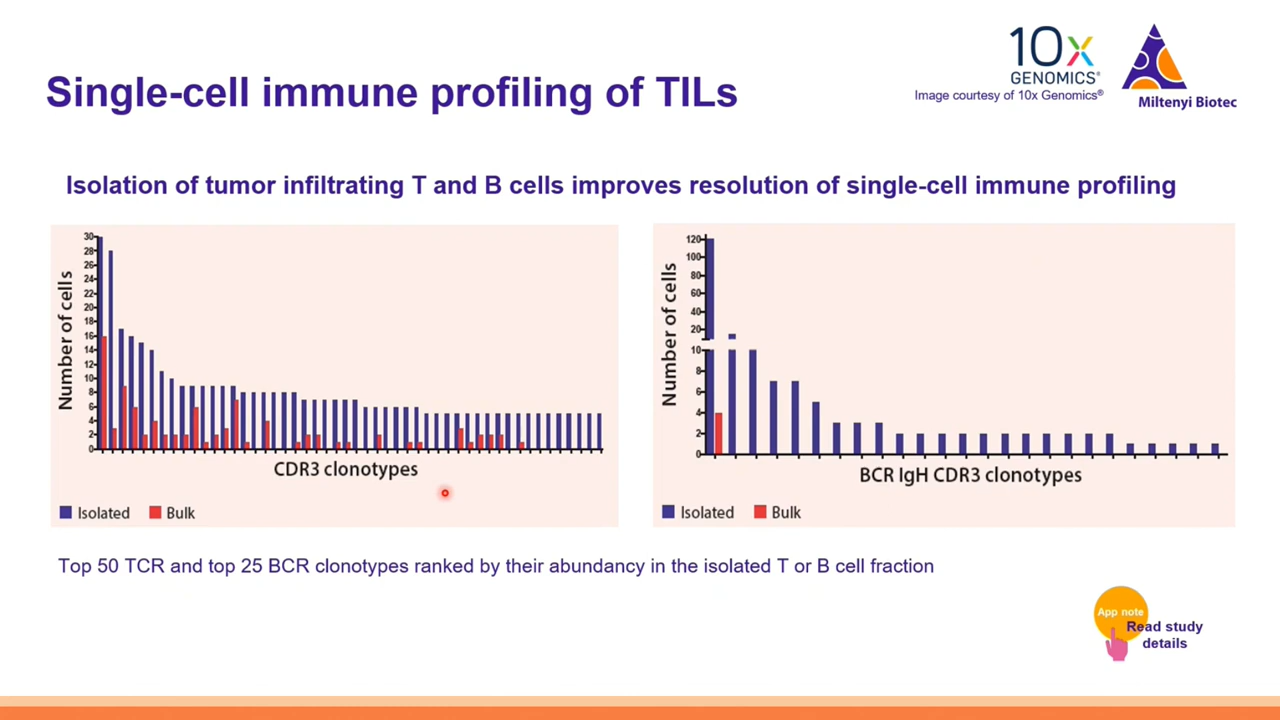 Single-cell immune profiling of TILs
10x
GENOMICS®
Image courtesy of 10x Genomics®
Miltenyi Biotec
Isolation of tumor infiltrating T and B cells improves resolution of single-cell immune profiling
Number of cells
30
28
26
24
22
20
18
16
14
12
10
8
6
4
2
0
CDR3 clonotypes
Isolated
Bulk
Number of cells
120
100
80
60
40
20
10
8
6
4
2
0
BCR IgH CDR3 clonotypes
Isolated
Bulk
Top 50 TCR and top 25 BCR clonotypes ranked by their abundancy in the isolated T or B cell fraction
App note
Read study
details